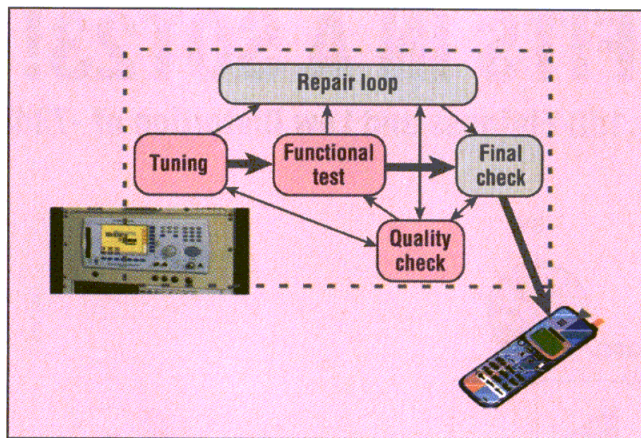 Repair loop
Tuning
Functional
test
Final
check
Quality
check